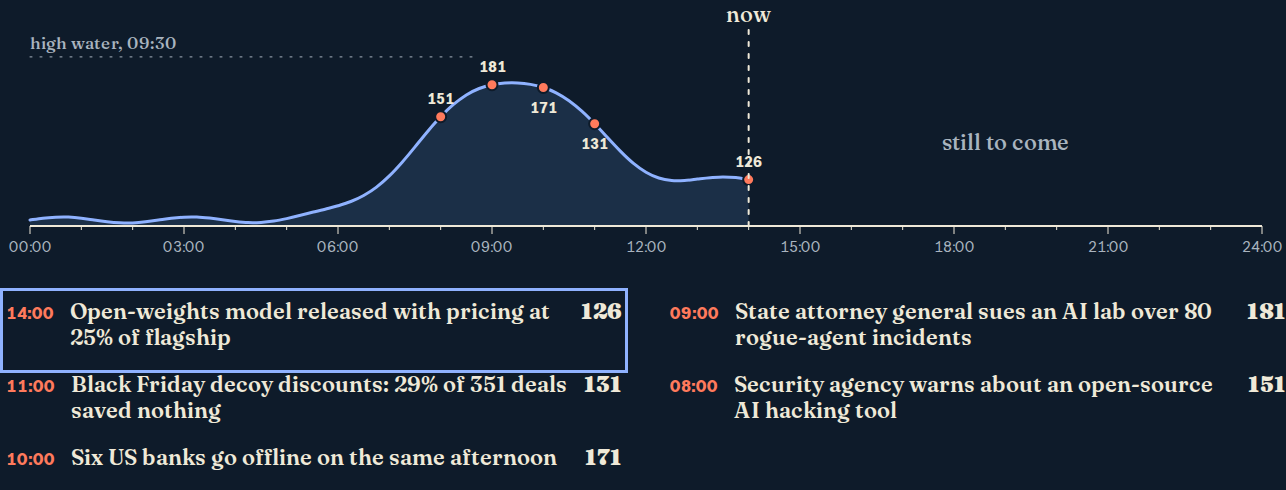 now
high water, 09:30
181
151
171
131
126
still to come
00:00 03:00 06:00 09:00 12:00 15:00 18:00 21:00 24:00
14:00 Open-weights model released with pricing at 126
25% of flagship
11:00 Black Friday decoy discounts: 29% of 351 deals 131
saved nothing
10:00 Six US banks go offline on the same afternoon 171
09:00 State attorney general sues an AI lab over 80 181
rogue-agent incidents
08:00 Security agency warns about an open-source 151
AI hacking tool